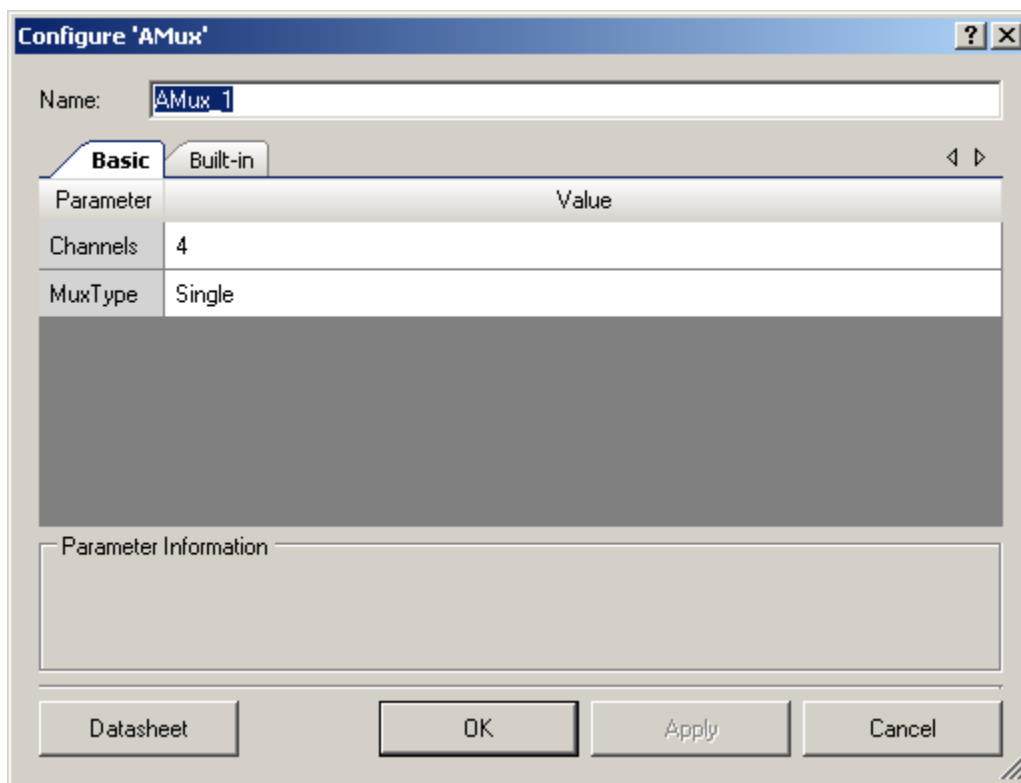 Configure 'AMux'
Name: AMux_1
Basic Built-in
Parameter Value
Channels 4
MuxType Single
Parameter Information
Datasheet OK Apply Cancel